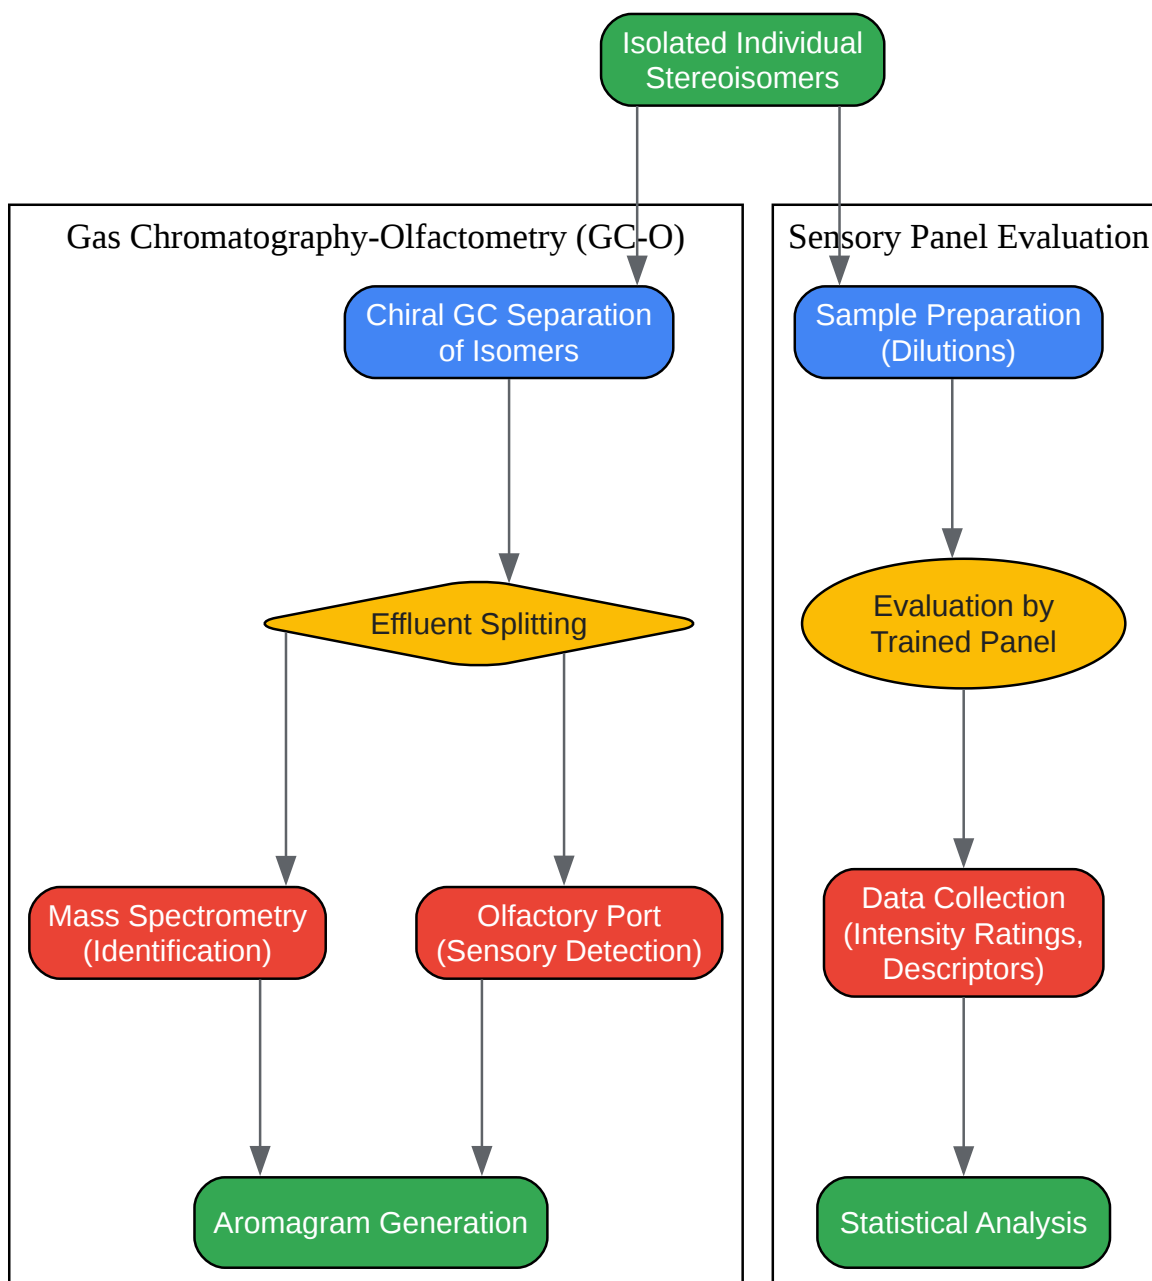 Isolated Individual
Stereoisomers
Gas Chromatography-Olfactometry (GC-O)
Chiral GC Separation
of Isomers
Effluent Splitting
Mass Spectrometry
(Identification)
Olfactory Port
(Sensory Detection)
Aromagram Generation
Sensory Panel Evaluation
Sample Preparation
(Dilutions)
Evaluation by
Trained Panel
Data Collection
(Intensity Ratings,
Descriptors)
Statistical Analysis